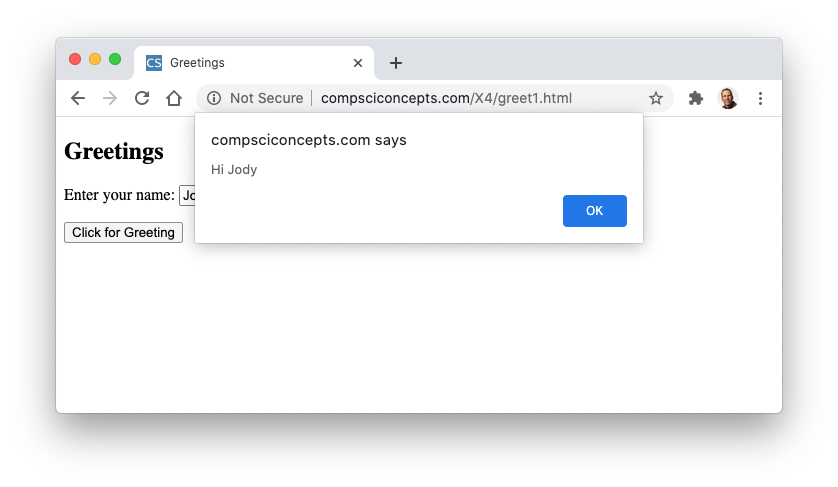 CS Greetings
Not Secure compsciconcepts.com/X4/greet1.html
compsciconcepts.com says
Hi Jody
OK
Greetings
Enter your name: Jo
Click for Greeting